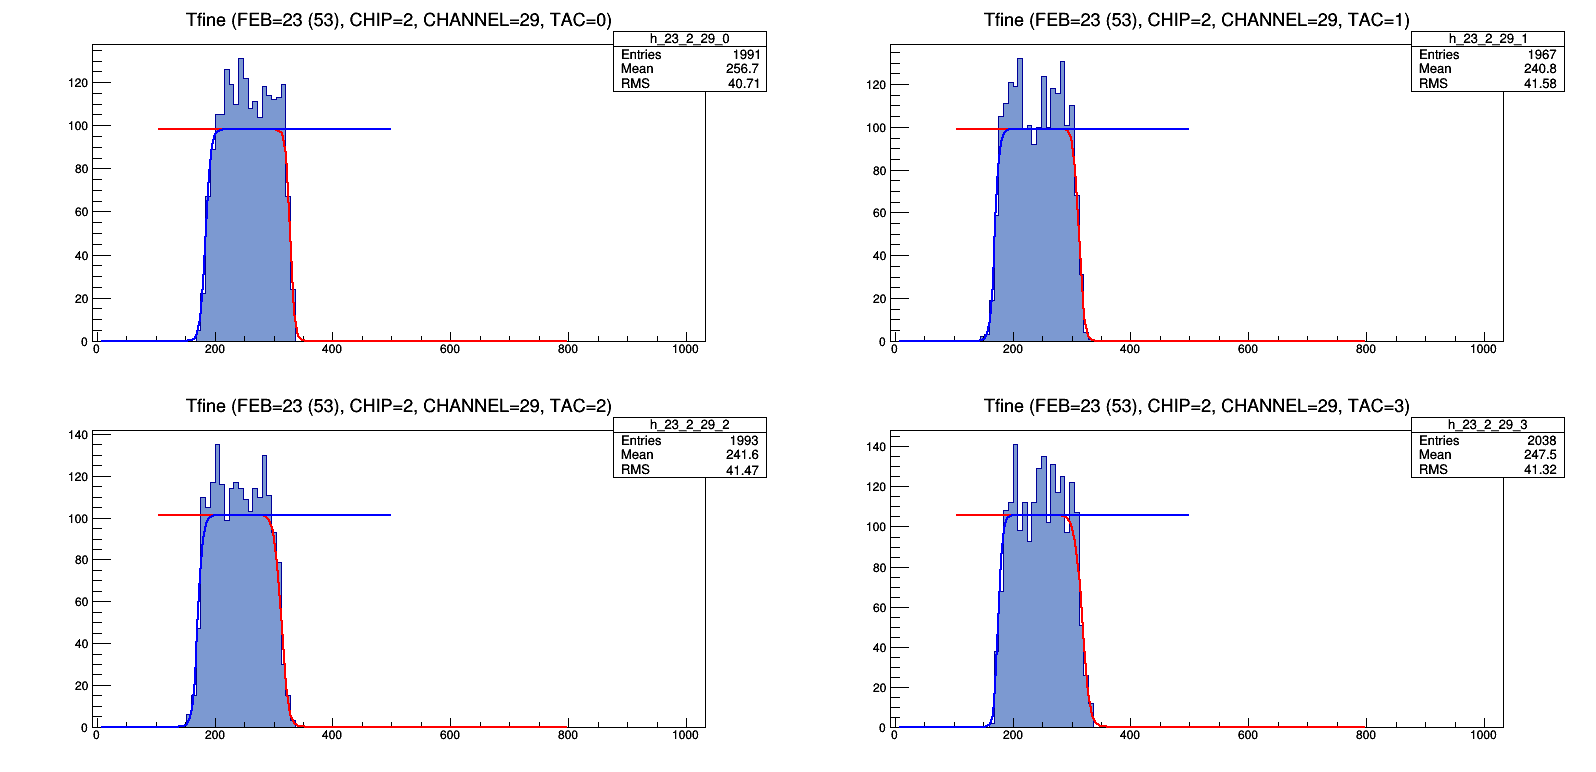 Tfine (FEB=23 (53), CHIP=2, CHANNEL=29, TAC=0)
h_23_2_29_0
Entries 1991
Mean 256.7
RMS 40.71
120
100
80
60
40
20
0
0 200 400 600 800 1000
Tfine (FEB=23 (53), CHIP=2, CHANNEL=29, TAC=1)
h_23_2_29_1
Entries 1967
Mean 240.8
RMS 41.58
120
100
80
60
40
20
0
0 200 400 600 800 1000
Tfine (FEB=23 (53), CHIP=2, CHANNEL=29, TAC=2)
h_23_2_29_2
Entries 1993
Mean 241.6
RMS 41.47
140
120
100
80
60
40
20
0
0 200 400 600 800 1000
Tfine (FEB=23 (53), CHIP=2, CHANNEL=29, TAC=3)
h_23_2_29_3
Entries 2038
Mean 247.5
RMS 41.32
140
120
100
80
60
40
20
0
0 200 400 600 800 1000